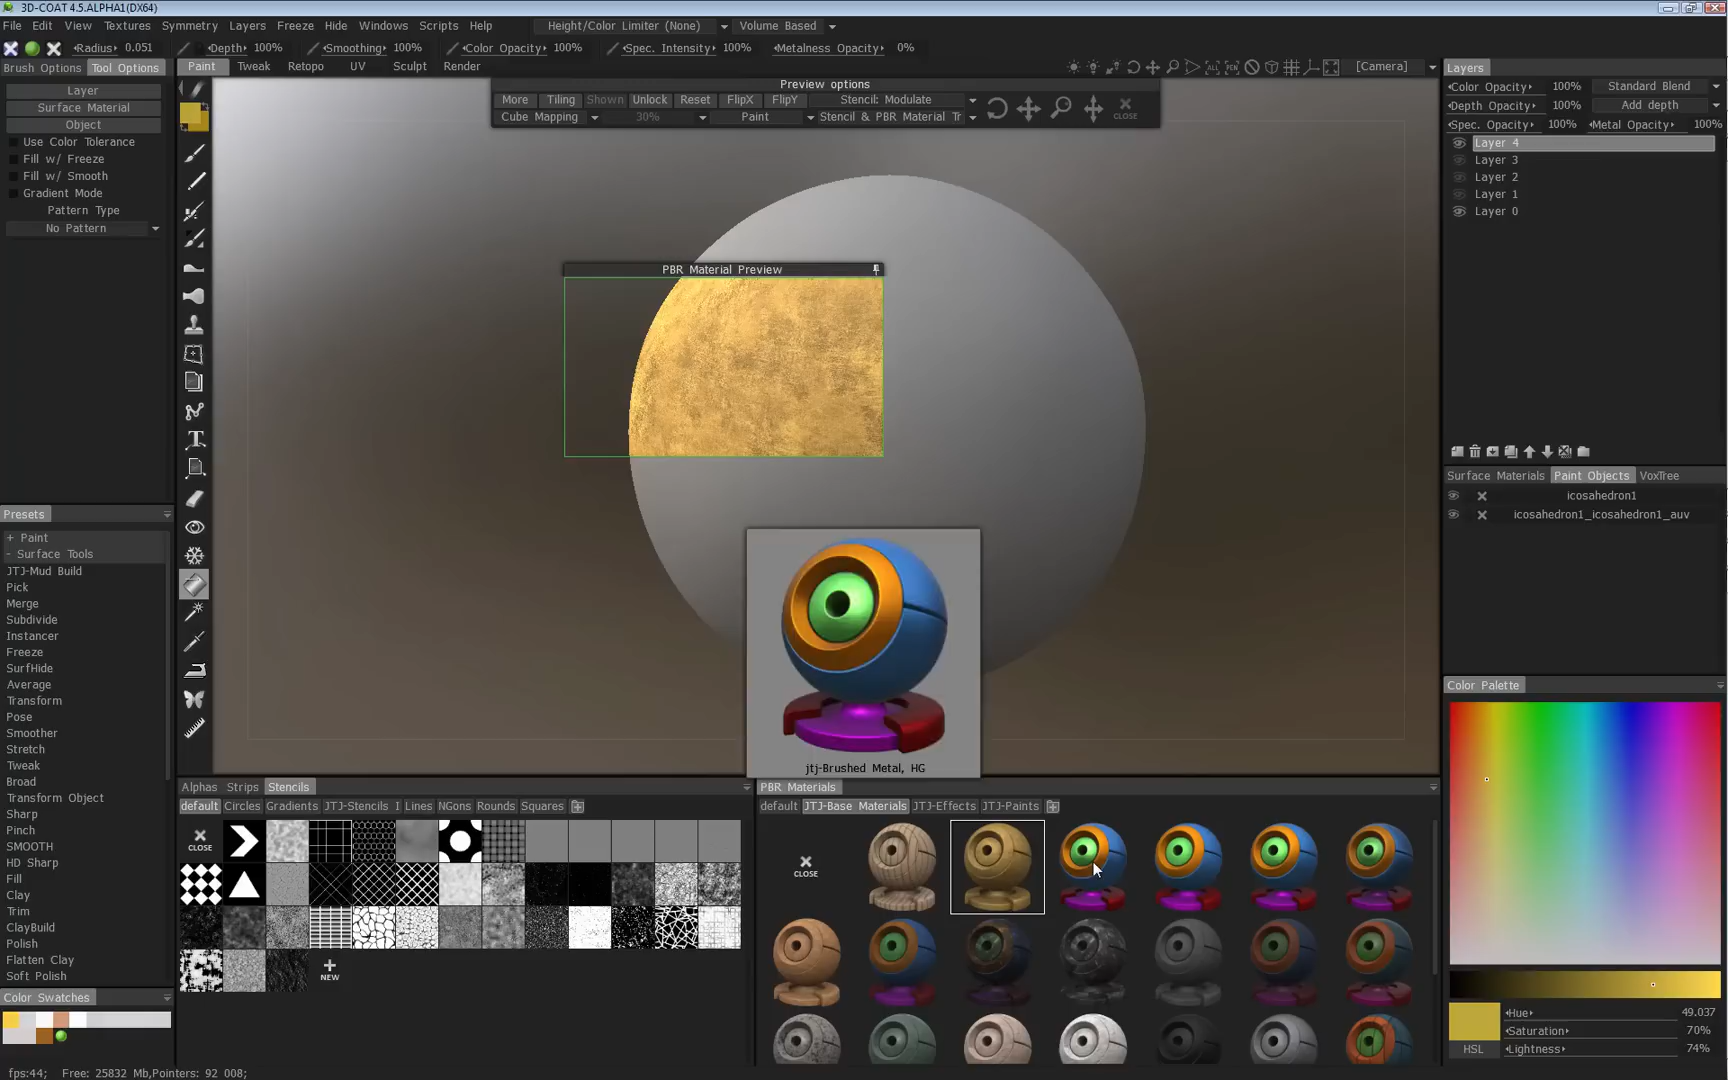 3D-COAT 4.5.ALPHA1(DX64)
File Edit View Textures Symmetry Layers Freeze Hide Windows Scripts Help Height/Color Limiter (None) Volume Based
Radius 0.051 Depth 100% Smoothing 100% Color Opacity 100% Spec. Intensity 100% Metalness Opacity 0%
Brush Options Tool Options
Paint Tweak Retopo UV Sculpt Render [Camera]
Layer
Surface Material
Object
Use Color Tolerance
Fill w/ Freeze
Fill w/ Smooth
Gradient Mode
Pattern Type
No Pattern
Preview options
More Tiling Shown Unlock Reset FlipX FlipY Stencil: Modulate
Cube Mapping 30% Paint Stencil & PBR Material Tr
CLOSE
PBR Material Preview
jtj-Brushed Metal, HG
Layers
Color Opacity 100% Standard Blend
Depth Opacity 100% Add depth
Spec. Opacity 100% Metal Opacity 100%
Layer 4
Layer 3
Layer 2
Layer 1
Layer 0
Surface Materials Paint Objects VoxTree
icosahedron1
icosahedron1_icosahedron1_auv
Presets
+ Paint
- Surface Tools
JTJ-Mud Build
Pick
Merge
Subdivide
Instancer
Freeze
SurfHide
Average
Transform
Pose
Smoother
Stretch
Tweak
Broad
Transform Object
Sharp
Pinch
SMOOTH
HD Sharp
Fill
Clay
Trim
ClayBuild
Polish
Flatten Clay
Soft Polish
Color Swatches
Alphas Strips Stencils
default Circles Gradients JTJ-Stencils I Lines NGons Rounds Squares
CLOSE
NEW
PBR Materials
default JTJ-Base Materials JTJ-Effects JTJ-Paints
CLOSE
Color Palette
Hue 49.037
Saturation 70%
Lightness 74%
HSL
fps:44; Free: 25832 Mb,Pointers: 92 008;